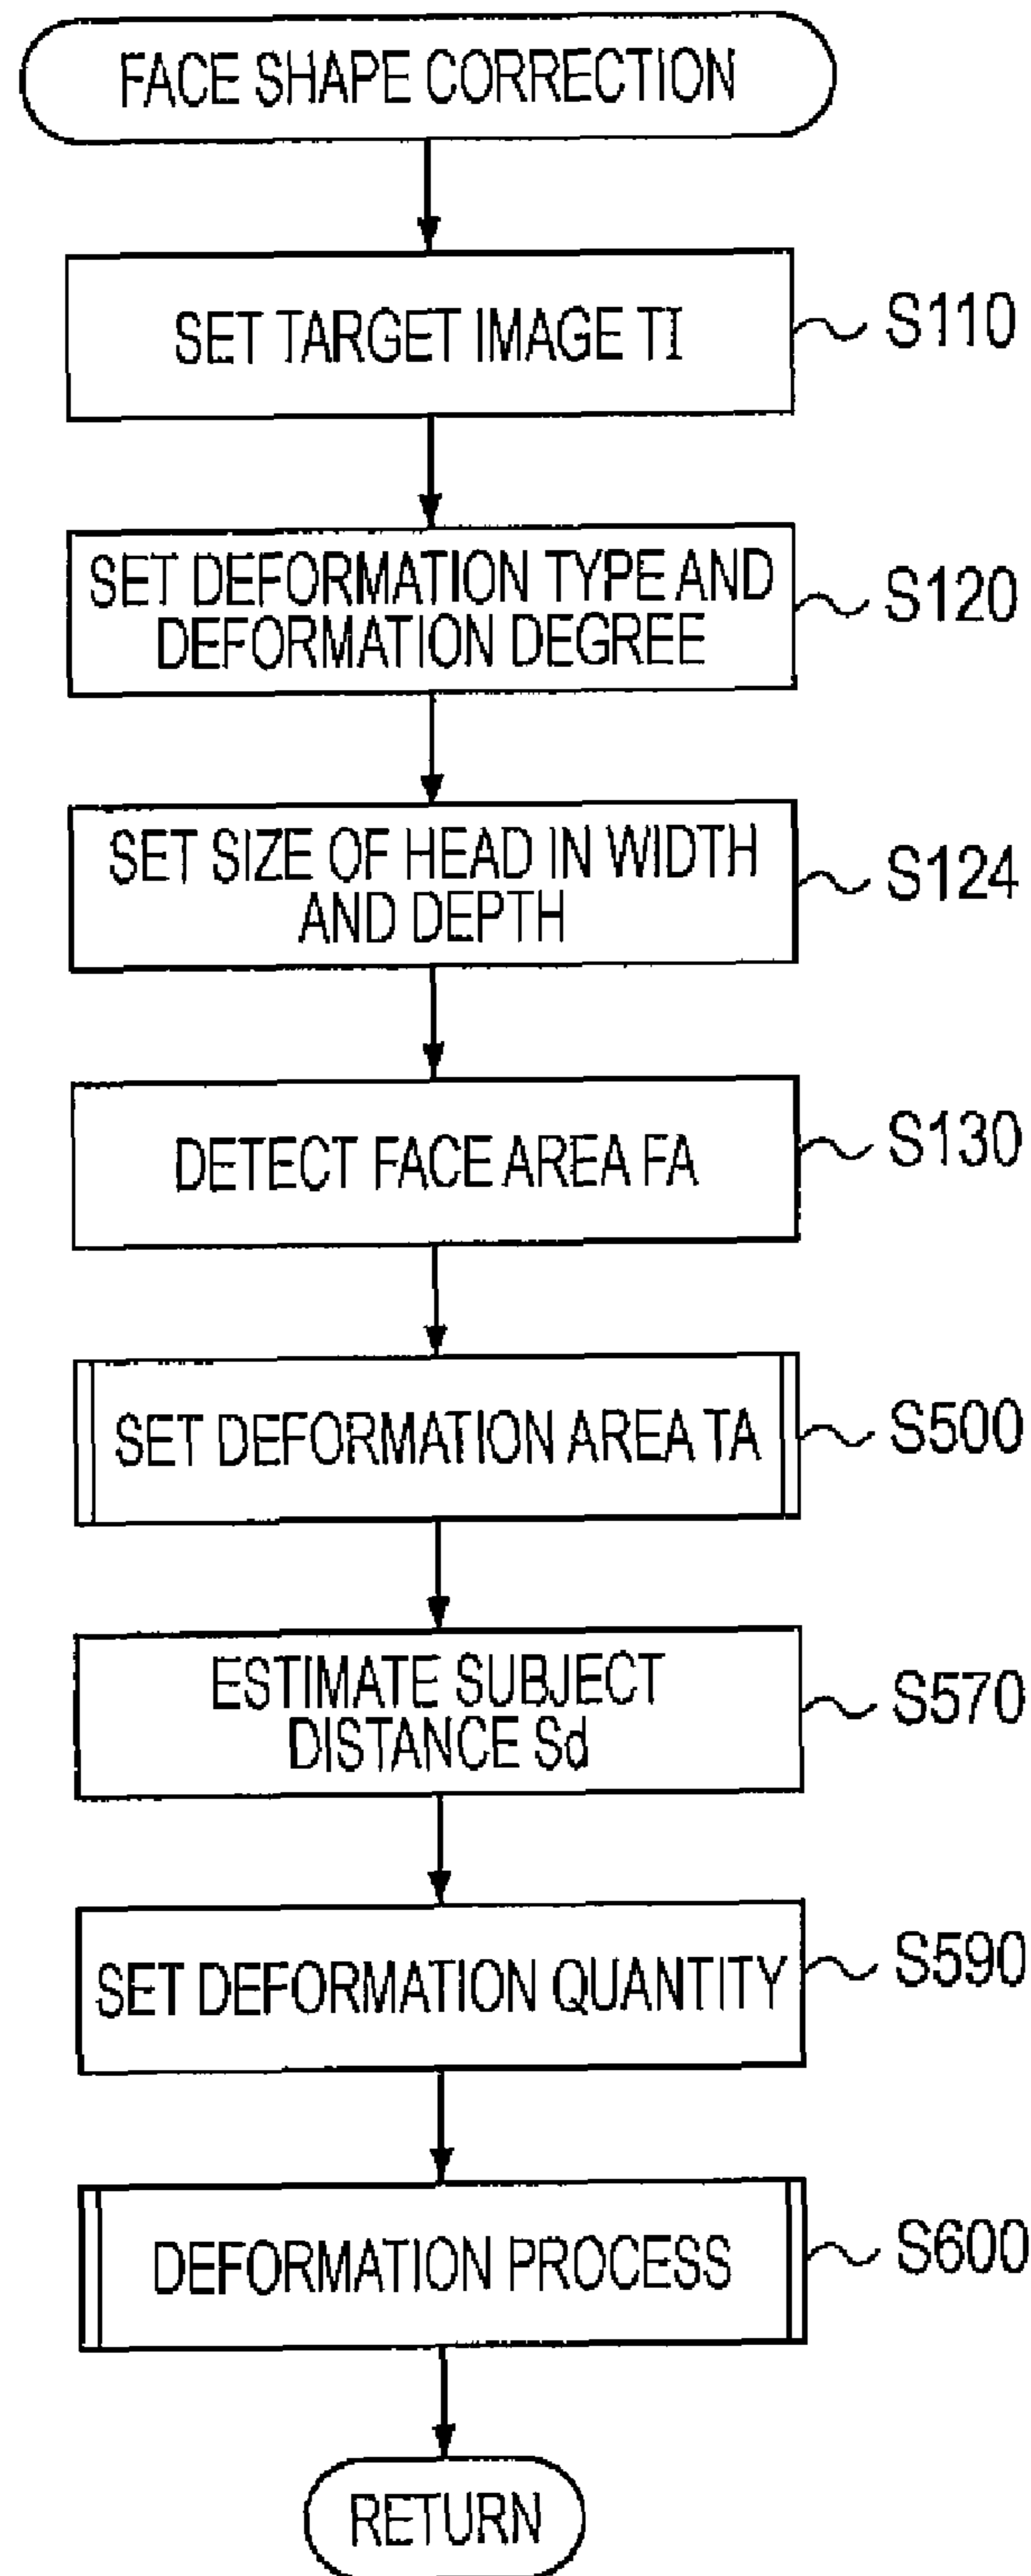 FACE SHAPE CORRECTION
SET TARGET IMAGE TI
S110
SET DEFORMATION TYPE AND
DEFORMATION DEGREE
S120
SET SIZE OF HEAD IN WIDTH
AND DEPTH
S124
DETECT FACE AREA FA
S130
SET DEFORMATION AREA TA
S500
ESTIMATE SUBJECT
DISTANCE Sd
S570
SET DEFORMATION QUANTITY
S590
DEFORMATION PROCESS
S600
RETURN